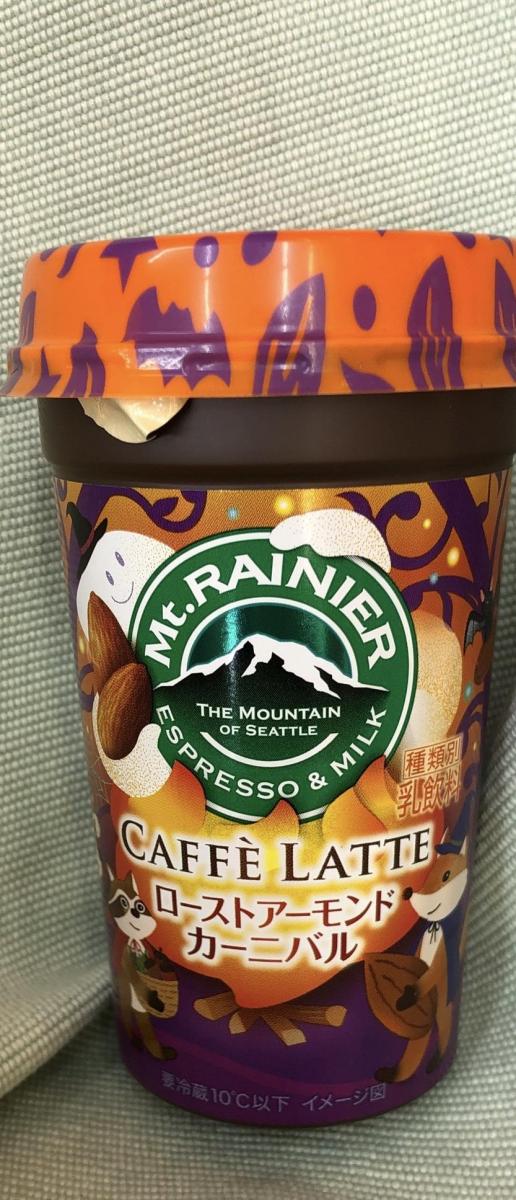 Mt. RAINIER
THE MOUNTAIN
OF SEATTLE
ESPRESSO & MILK
種類別
乳飲料
CAFFÈ LATTE
ローストアーモンド
カーニバル
要冷蔵10℃以下 イメージ図